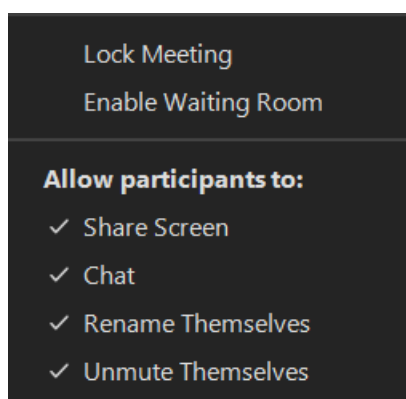 Lock Meeting
Enable Waiting Room
Allow participants to:
Share Screen
Chat
Rename Themselves
Unmute Themselves